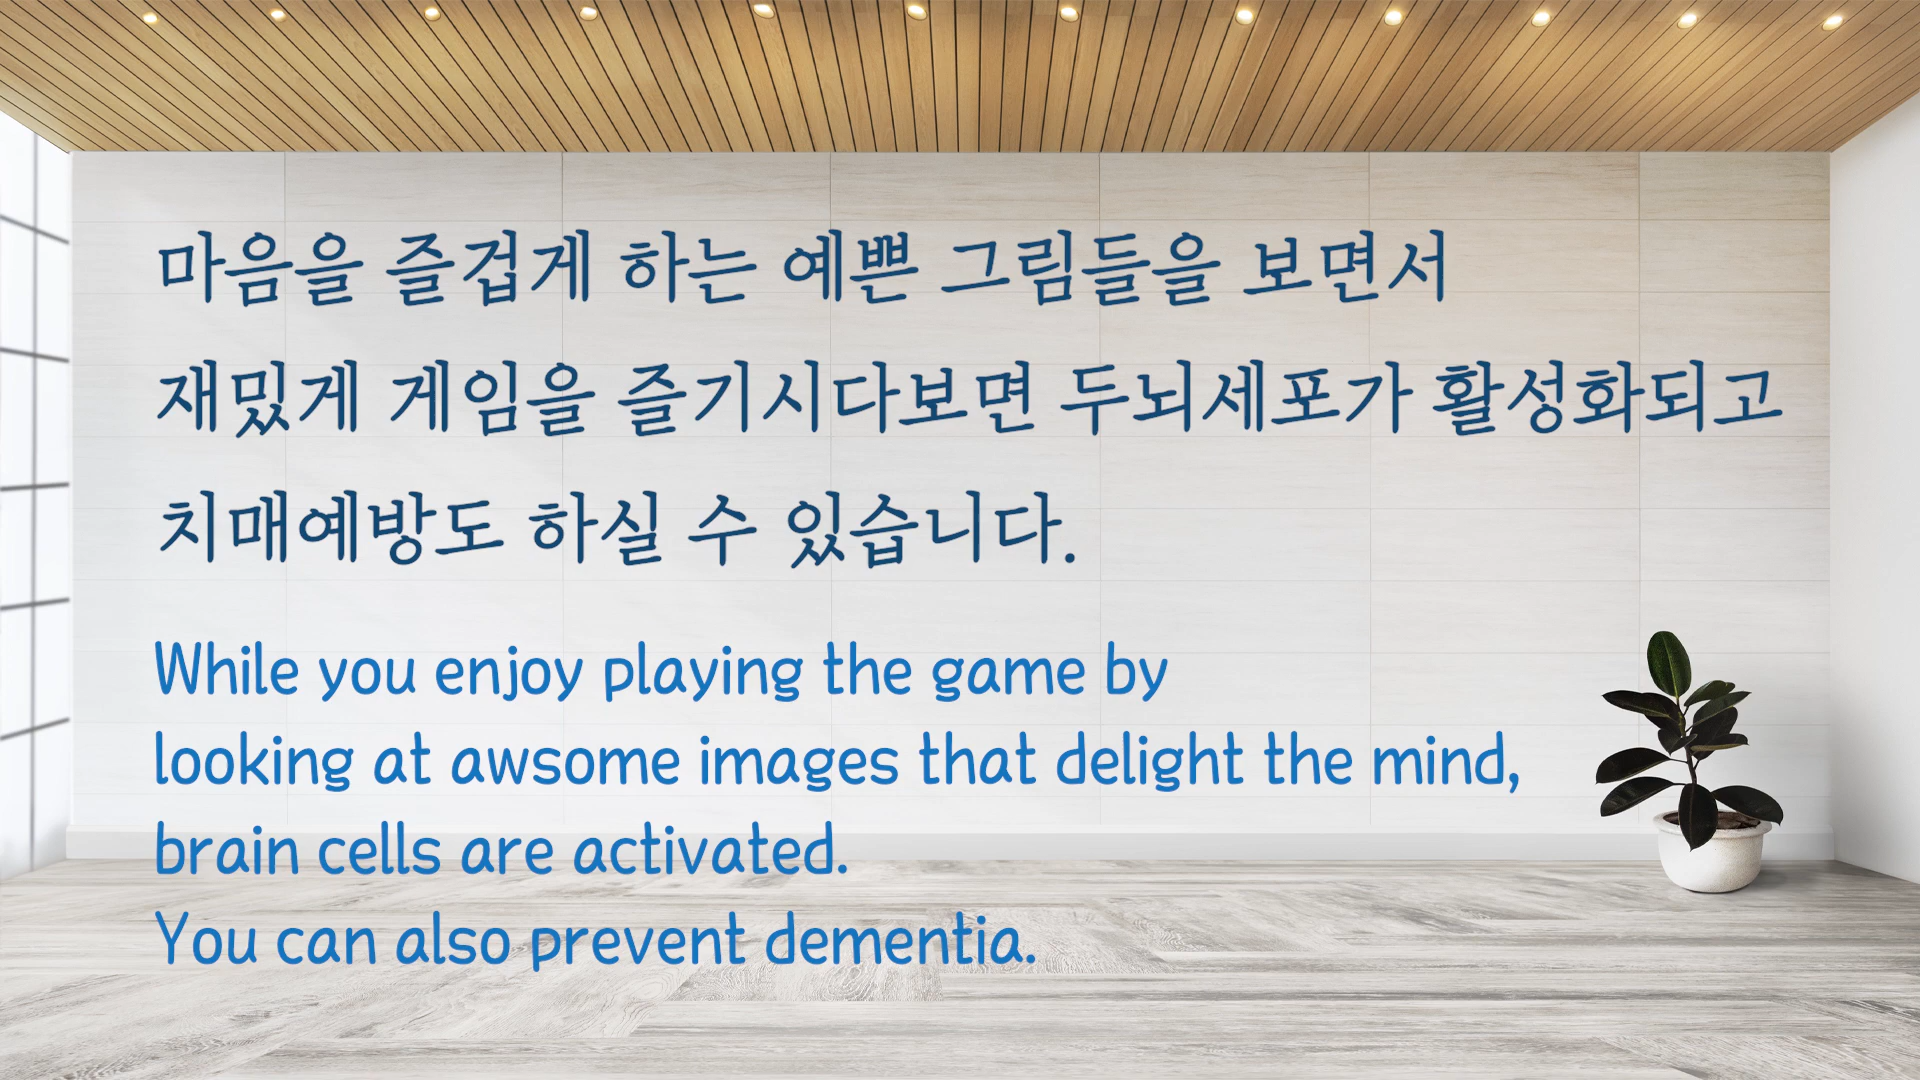 마음을 즐겁게 하는 예쁜 그림들을 보면서
재밌게 게임을 즐기시다보면 두뇌세포가 활성화되고
치매예방도 하실 수 있습니다.
While you enjoy playing the game by
looking at awsome images that delight the mind,
brain cells are activated.
You can also prevent dementia.